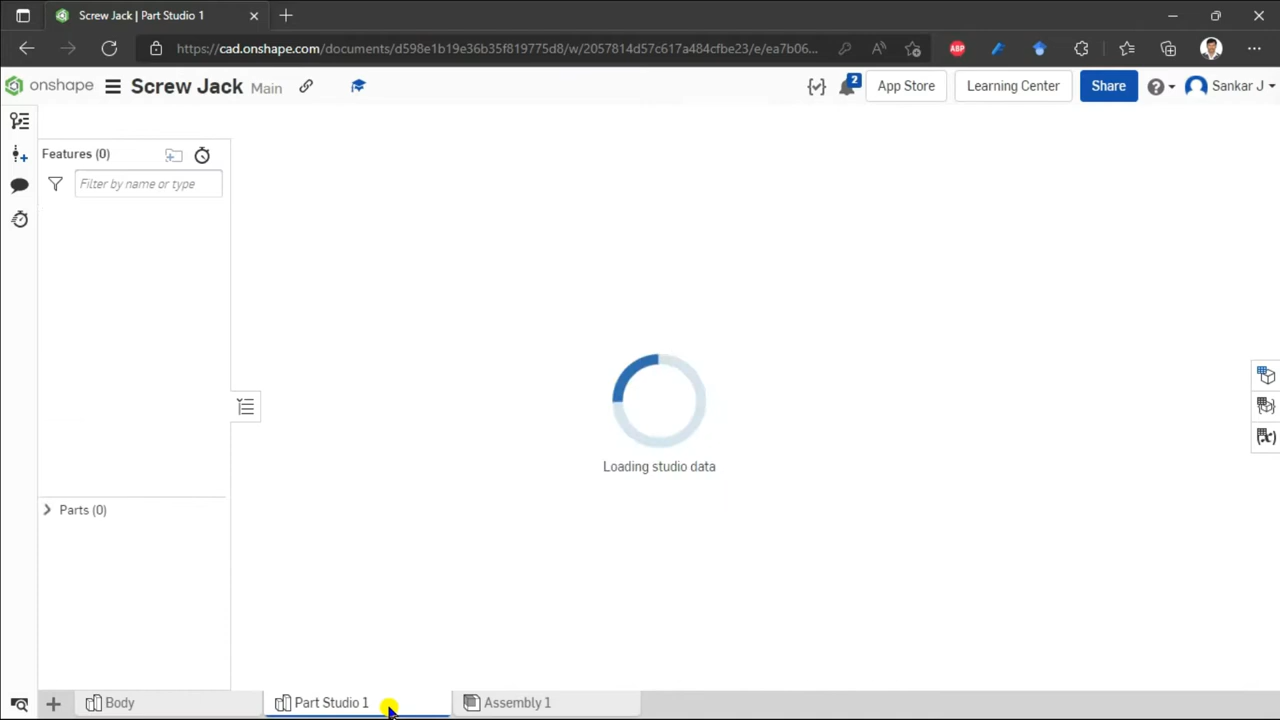 Screw Jack | Part Studio 1
https://cad.onshape.com/documents/d598e1b19e36b35f819775d8/w/2057814d57c617a484cfbe23/e/ea7b06...
ABP
onshape
Screw Jack Main
2
App Store
Learning Center
Share
Sankar J
Features (0)
Filter by name or type
Loading studio data
Parts (0)
Body
Part Studio 1
Assembly 1